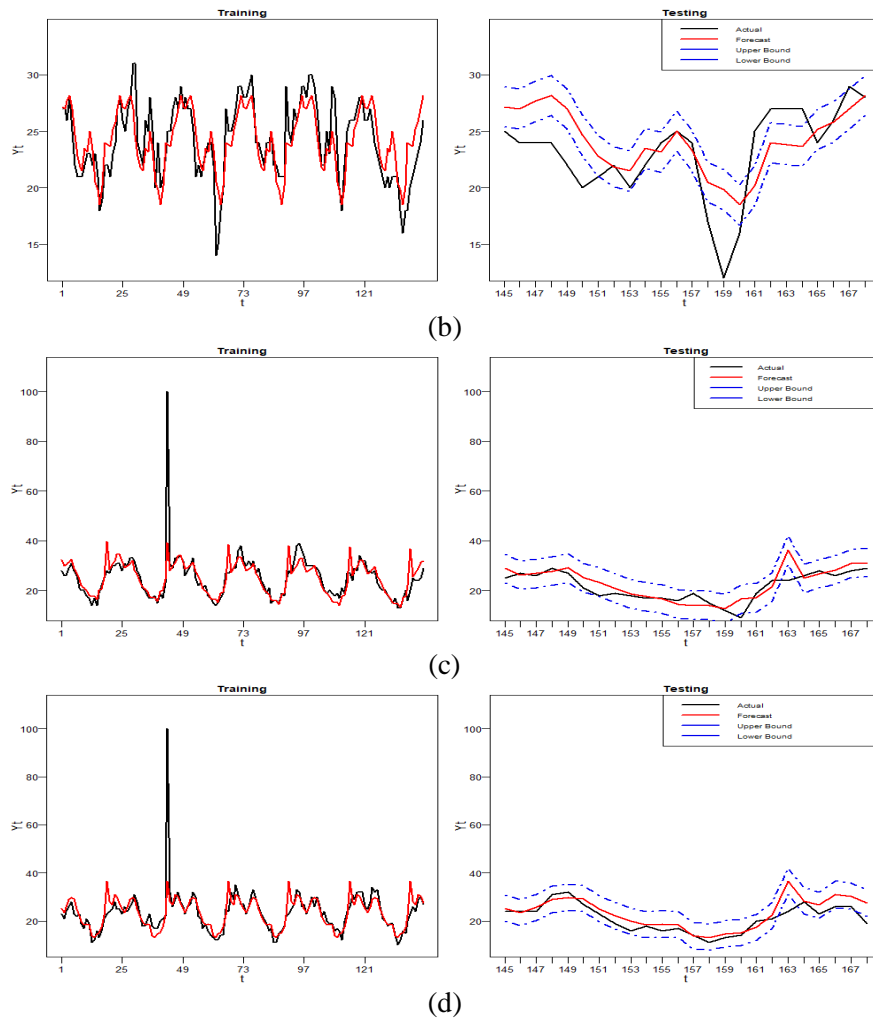 Training
Yt
30
25
20
15
1 25 49 73 97 121
t
Testing
Actual
Forecast
Upper Bound
Lower Bound
Yt
30
25
20
15
145 147 149 151 153 155 157 159 161 163 165 167
t
(b)
Training
Yt
100
80
60
40
20
1 25 49 73 97 121
t
Testing
Actual
Forecast
Upper Bound
Lower Bound
Yt
100
80
60
40
20
145 147 149 151 153 155 157 159 161 163 165 167
t
(c)
Training
Yt
100
80
60
40
20
1 25 49 73 97 121
t
Testing
Actual
Forecast
Upper Bound
Lower Bound
Yt
100
80
60
40
20
145 147 149 151 153 155 157 159 161 163 165 167
t
(d)